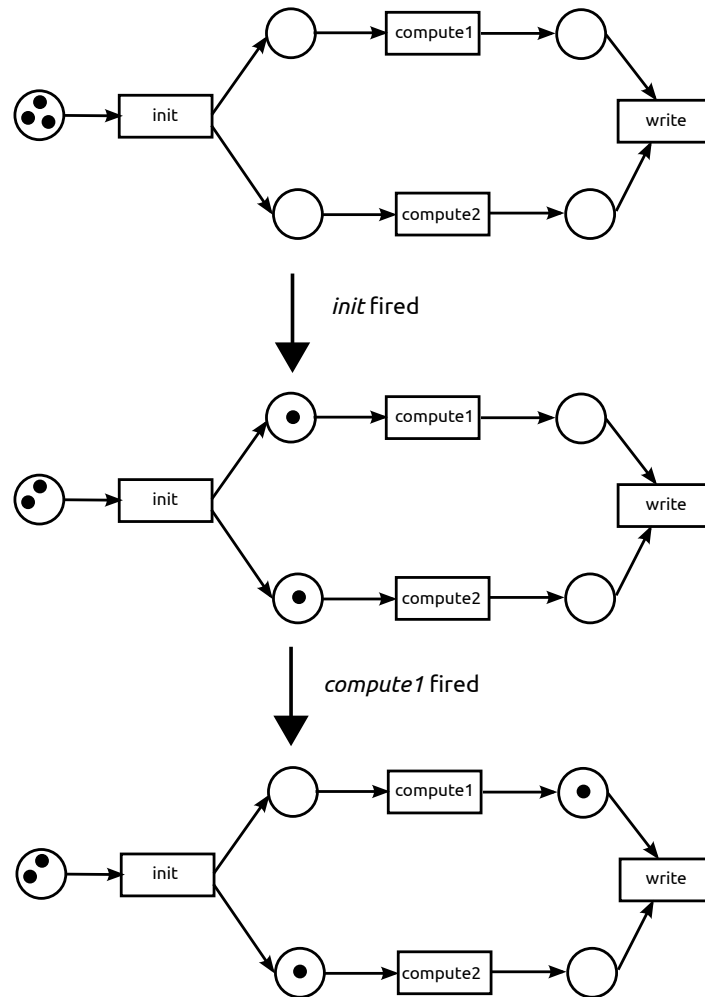 compute1
init
write
compute2
init fired
compute1
init
write
compute2
compute1 fired
compute1
init
write
compute2